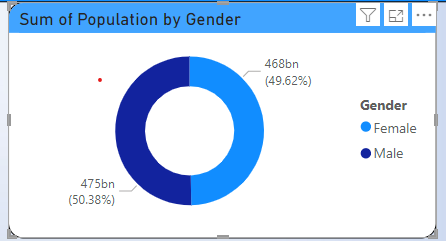 Sum of Population by Gender
468bn
(49.62%)
Gender
Female
Male
475bn
(50.38%)